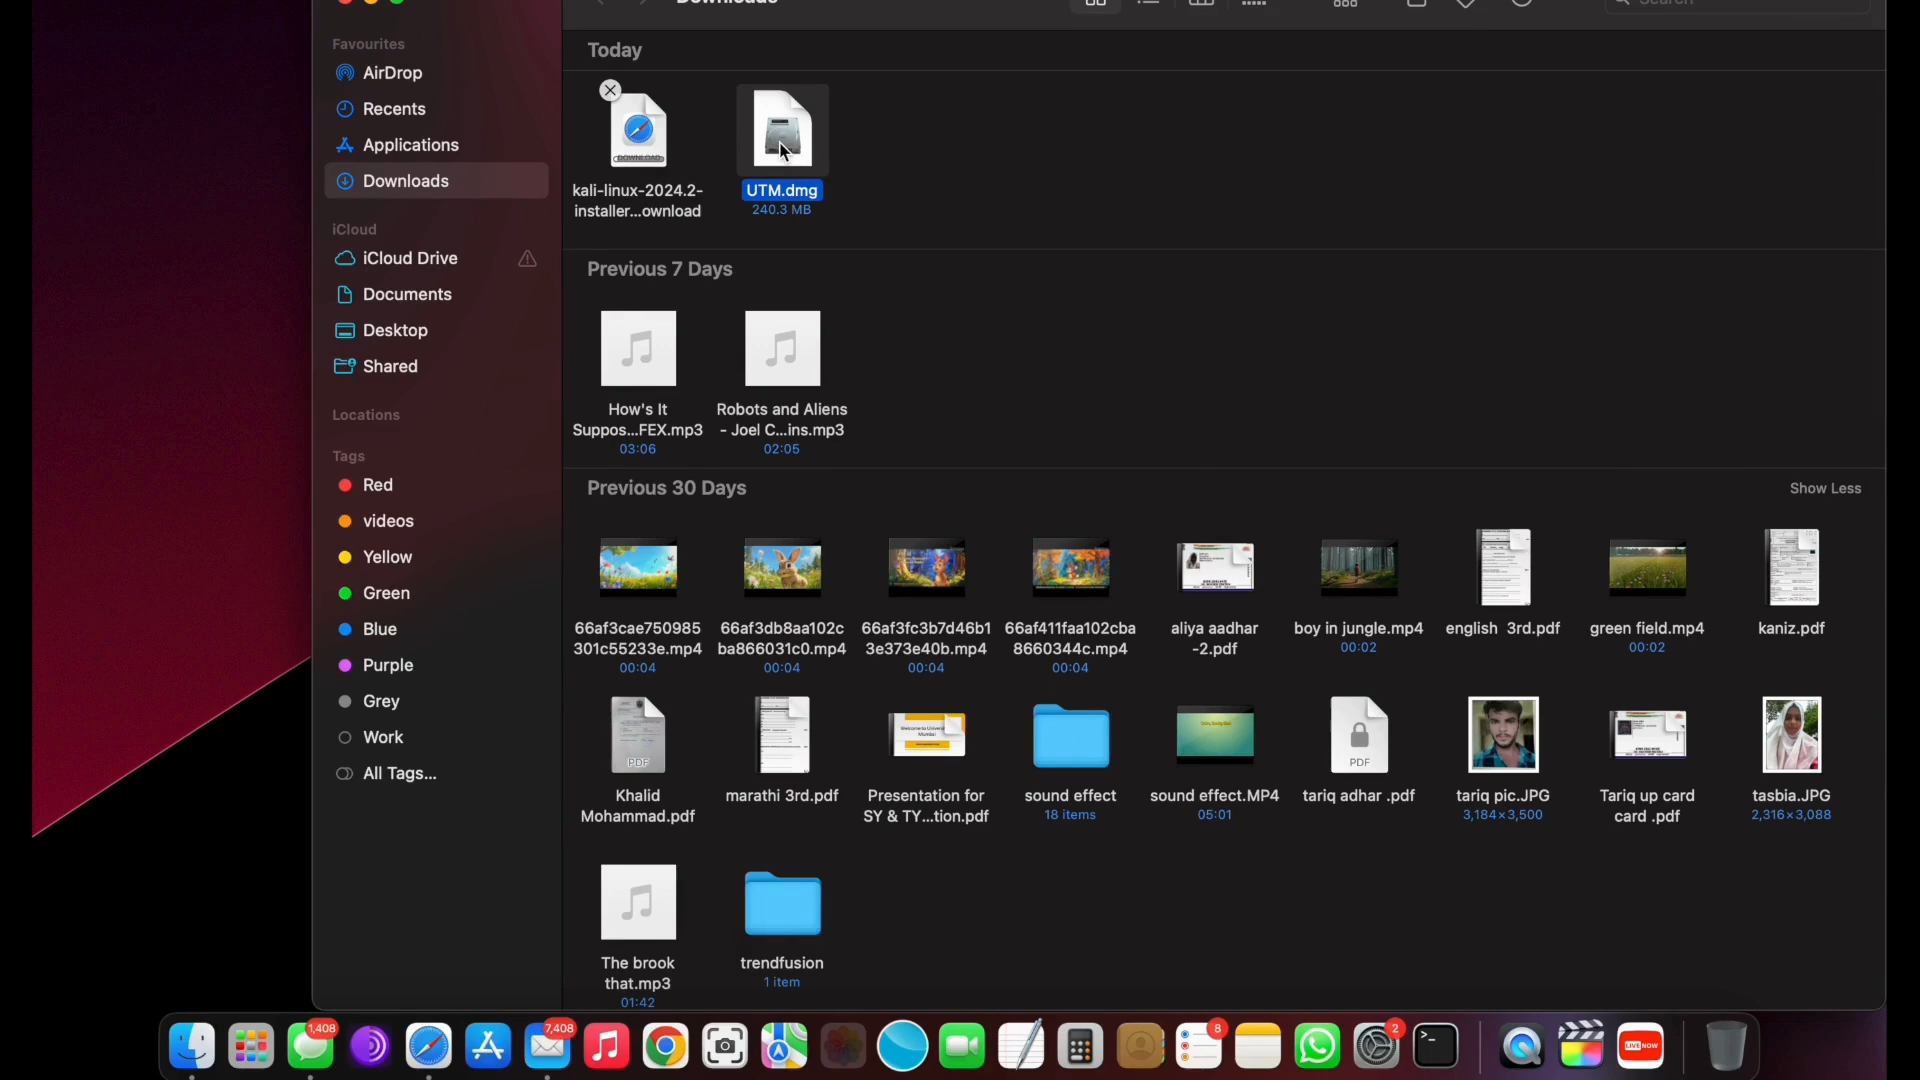 Downloads
Search
Favourites
AirDrop
Recents
Applications
Downloads
iCloud
iCloud Drive
Documents
Desktop
Shared
Locations
Tags
Red
videos
Yellow
Green
Blue
Purple
Grey
Work
All Tags...
Today
DOWNLOAD
kali-linux-2024.2-
installer...ownload
UTM.dmg
240.3 MB
Previous 7 Days
How's It
Suppos...FEX.mp3
03:06
Robots and Aliens
- Joel C...ins.mp3
02:05
Previous 30 Days
Show Less
66af3cae750985
301c55233e.mp4
00:04
66af3db8aa102c
ba866031c0.mp4
00:04
66af3fc3b7d46b1
3e373e40b.mp4
00:04
66af411faa102cba
8660344c.mp4
00:04
aliya aadhar
-2.pdf
boy in jungle.mp4
00:02
english 3rd.pdf
green field.mp4
00:02
kaniz.pdf
PDF
Khalid
Mohammad.pdf
marathi 3rd.pdf
Presentation for
SY & TY...tion.pdf
sound effect
18 items
sound effect.MP4
05:01
PDF
tariq adhar .pdf
tariq pic.JPG
3,184×3,500
Tariq up card
card .pdf
tasbia.JPG
2,316×3,088
The brook
that.mp3
01:42
trendfusion
1 item
1,408
7,408
8
2
LIVE NOW